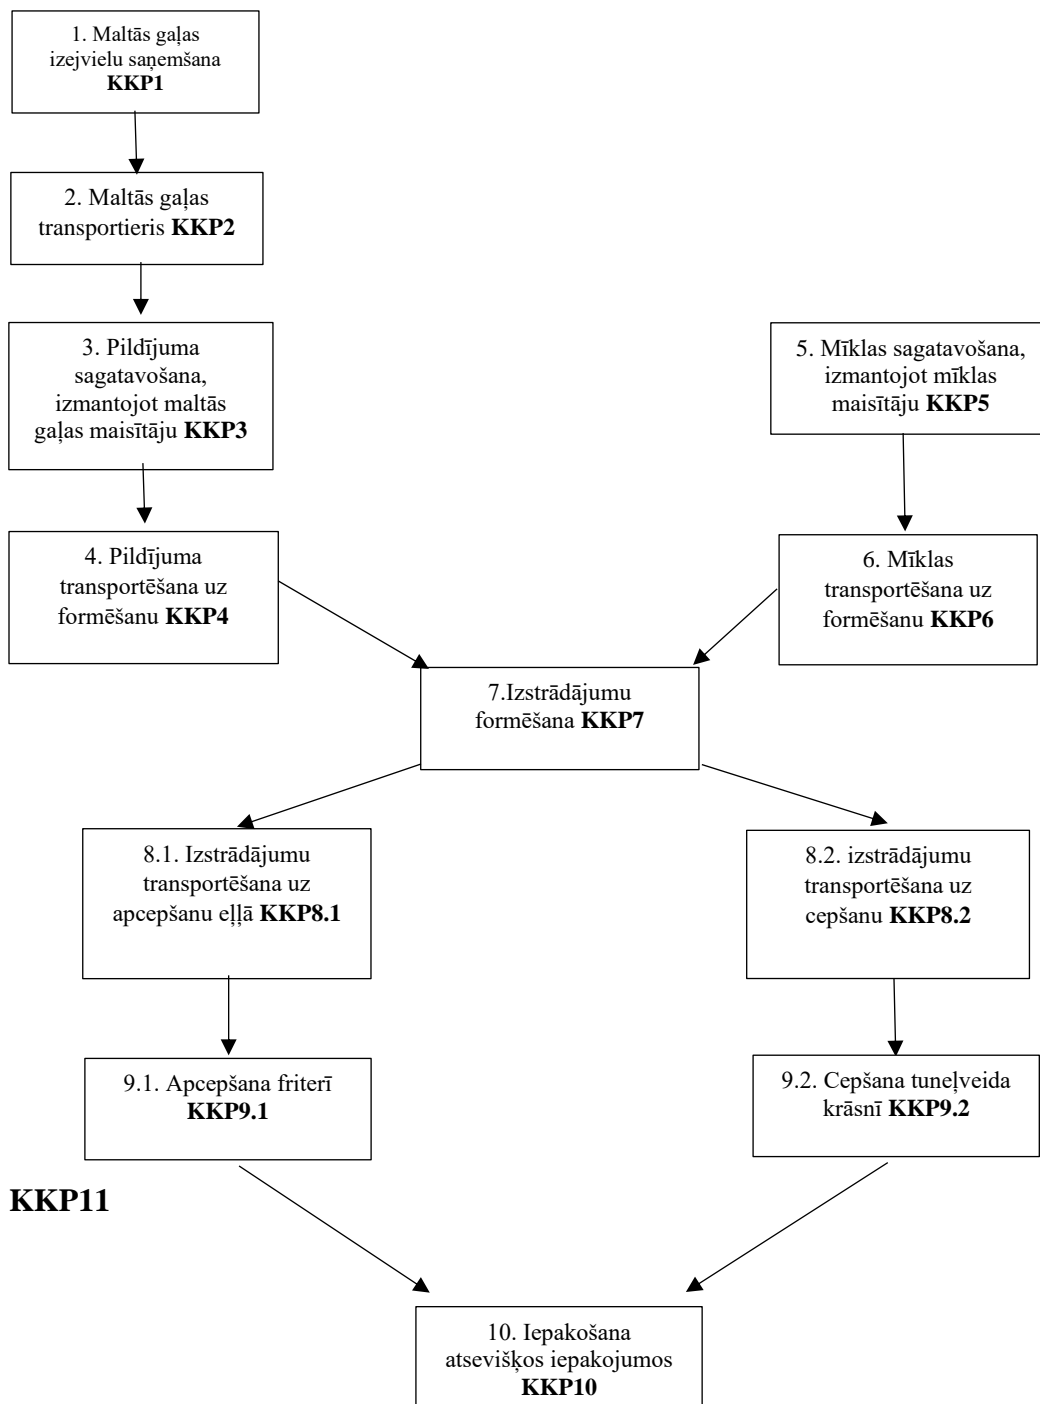 1. Maltās gaļas
izejvielu saņemšana
KKP1
2. Maltās gaļas
transportieris KKP2
3. Pildījuma
sagatavošana,
izmantojot maltās
gaļas maisītāju KKP3
5. Mīklas sagatavošana,
izmantojot mīklas
maisītāju KKP5
4. Pildījuma
transportēšana uz
formēšanu KKP4
6. Mīklas
transportēšana uz
formēšanu KKP6
7.Izstrādājumu
formēšana KKP7
8.1. Izstrādājumu
transportēšana uz
apcepšanu eļļā KKP8.1
8.2. izstrādājumu
transportēšana uz
cepšanu KKP8.2
9.1. Apcepšana friterī
KKP9.1
9.2. Cepšana tuneļveida
krāsnī KKP9.2
KKP11
10. Iepakošana
atsevišķos iepakojumos
KKP10